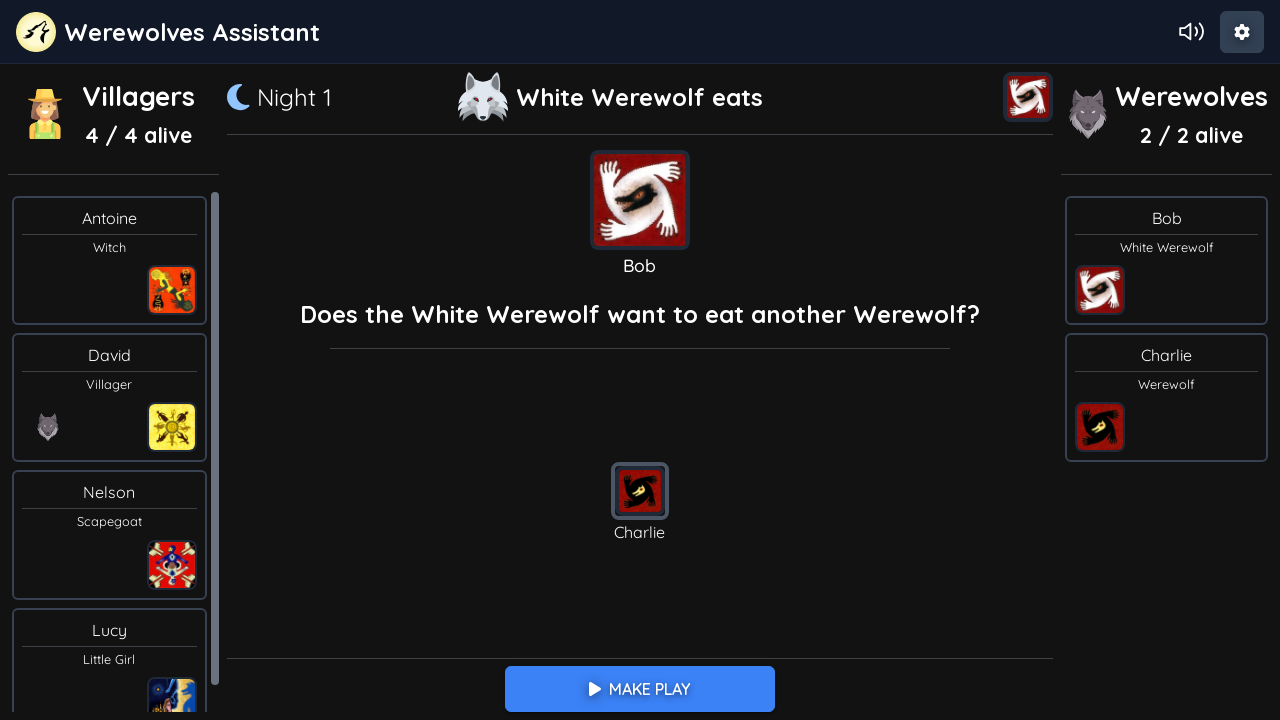 Werewolves Assistant
Villagers
4 / 4 alive
Antoine
Witch
David
Villager
Nelson
Scapegoat
Lucy
Little Girl
Night 1
White Werewolf eats
Bob
Does the White Werewolf want to eat another Werewolf?
Charlie
MAKE PLAY
Werewolves
2 / 2 alive
Bob
White Werewolf
Charlie
Werewolf